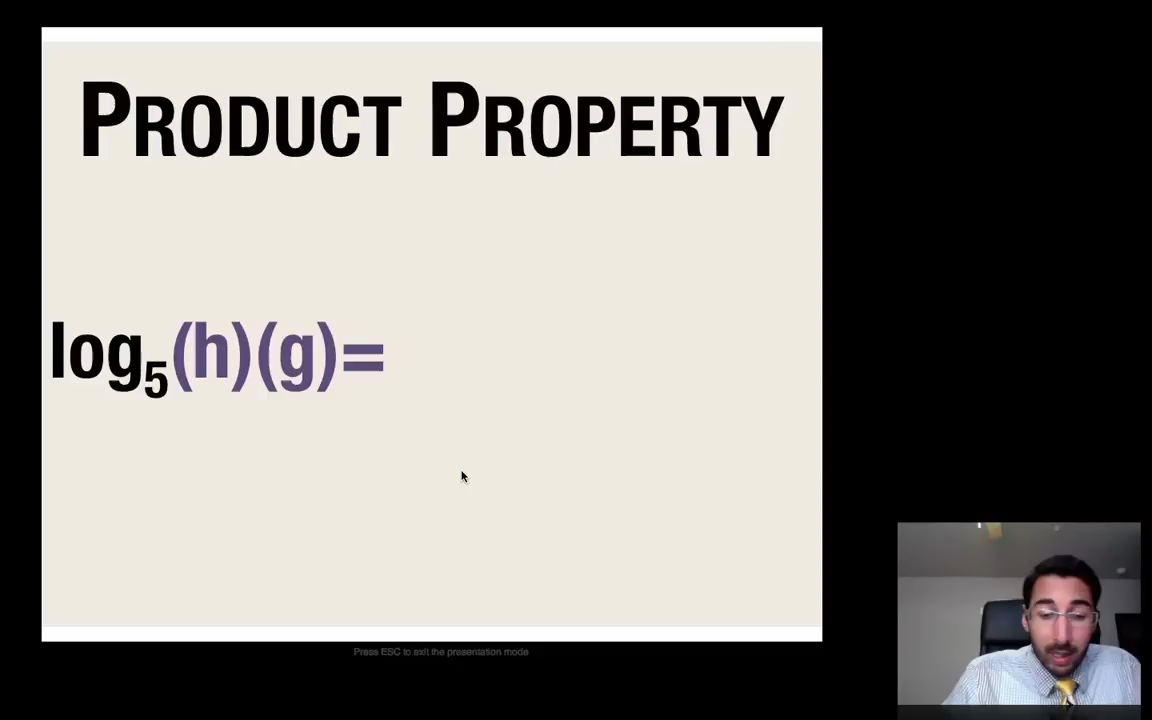 PRODUCT PROPERTY
log₅(h)(g)=
Press ESC to exit the presentation mode